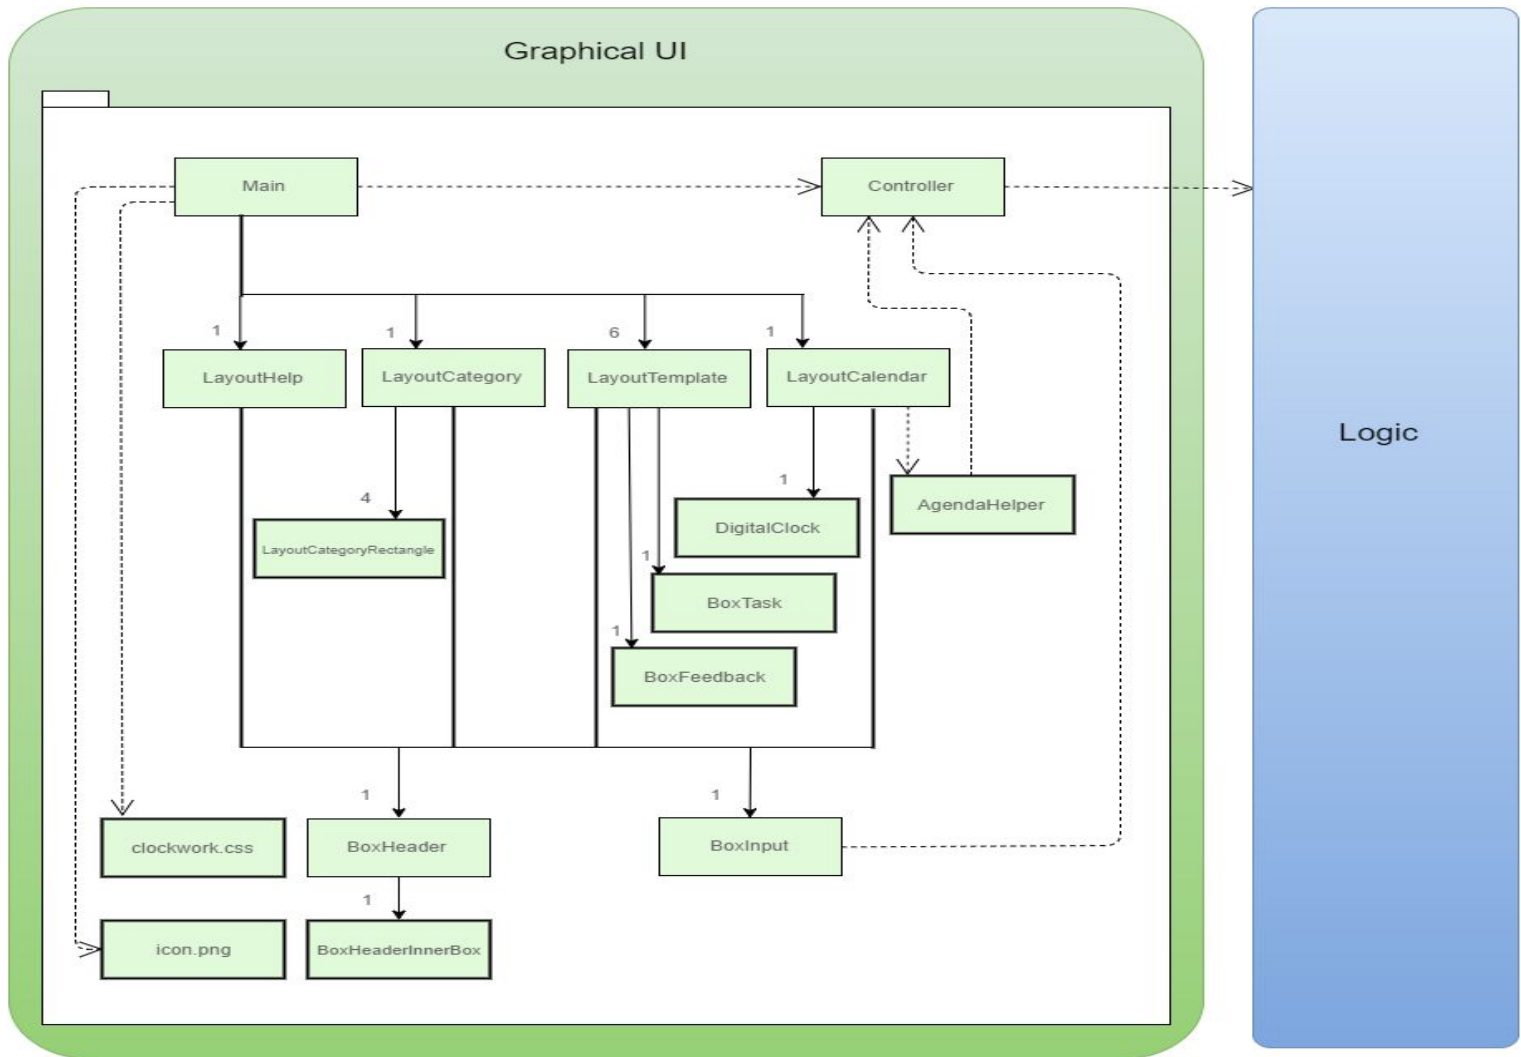 Graphical UI
Main
Controller
1
1
6
1
LayoutHelp
LayoutCategory
LayoutTemplate
LayoutCalendar
Logic
1
4
AgendaHelper
DigitalClock
LayoutCategoryRectangle
1
BoxTask
1
BoxFeedback
1
1
clockwork.css
BoxHeader
BoxInput
1
icon.png
BoxHeaderInnerBox